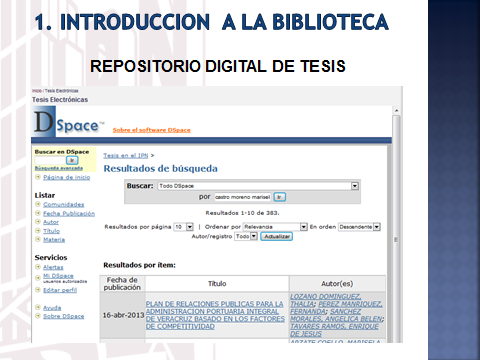 1. INTRODUCCION A LA BIBLIOTECA
REPOSITORIO DIGITAL DE TESIS
Inicio : Tesis Electrónicas
Tesis Electrónicas
DSpace™
Sobre el software DSpace
Buscar en DSpace
Ir
Búsqueda avanzada
Página de inicio
Listar
Comunidades
Fecha Publicación
Autor
Título
Materia
Servicios
Alertas
Mi DSpace
usuarios autorizados
Editar perfil
Ayuda
Sobre DSpace
Tesis en el IPN >
Resultados de búsqueda
Buscar: Todo DSpace
por castro moreno marisel Ir
Resultados 1-10 de 383.
Resultados por página 10 | Ordenar por Relevancia En orden Descendente
Autor/registro Todo Actualizar
Resultados por ítem:
Fecha de publicación
Título
Autor(es)
16-abr-2013
PLAN DE RELACIONES PUBLICAS PARA LA
ADMINISTRACION PORTUARIA INTEGRAL
DE VERACRUZ BASADO EN LOS FACTORES
DE COMPETITIVIDAD
LOZANO DOMINGUEZ,
THALIA; PEREZ MANRIQUEZ,
FERNANDA; SANCHEZ
MORALES, ANGELICA BELEN;
TAVARES RAMOS, ENRIQUE
DE JESUS